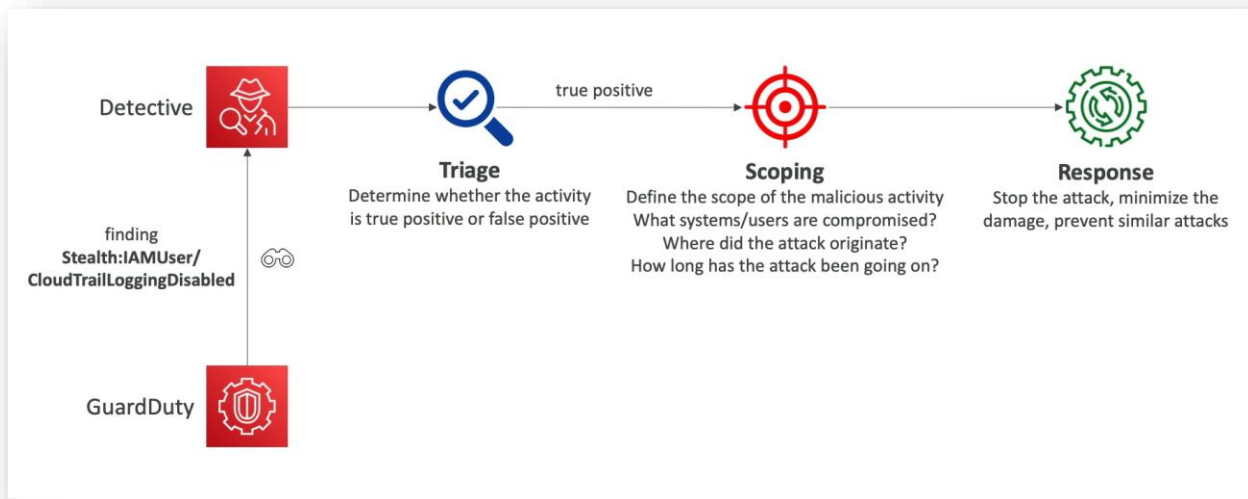 Detective
true positive
Triage
Determine whether the activity
is true positive or false positive
Scoping
Define the scope of the malicious activity
What systems/users are compromised?
Where did the attack originate?
How long has the attack been going on?
Response
Stop the attack, minimize the
damage, prevent similar attacks
finding
Stealth:IAMUser/
CloudTrailLoggingDisabled
GuardDuty